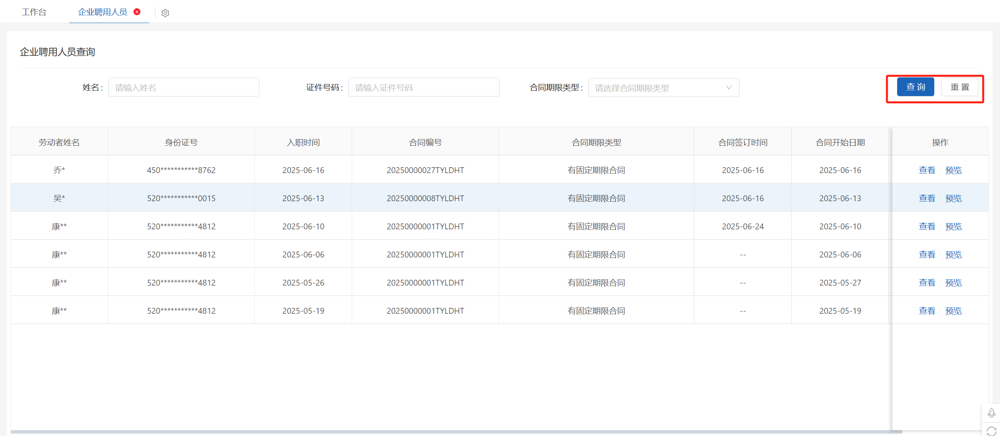 工作台 企业聘用人员
企业聘用人员查询
姓名: 请输入姓名 证件号码: 请输入证件号码 合同期限类型: 请选择合同期限类型 查 询 重 置
劳动者姓名 身份证号 入职时间 合同编号 合同期限类型 合同签订时间 合同开始日期 操作
乔* 450***********8762 2025-06-16 20250000027TYLDHT 有固定期限合同 2025-06-16 2025-06-16 查看 预览
吴* 520***********0015 2025-06-13 20250000008TYLDHT 有固定期限合同 2025-06-16 2025-06-13 查看 预览
康** 520***********4812 2025-06-10 20250000001TYLDHT 有固定期限合同 2025-06-24 2025-06-10 查看 预览
康** 520***********4812 2025-06-06 20250000001TYLDHT 有固定期限合同 -- 2025-06-06 查看 预览
康** 520***********4812 2025-05-26 20250000001TYLDHT 有固定期限合同 -- 2025-05-27 查看 预览
康** 520***********4812 2025-05-19 20250000001TYLDHT 有固定期限合同 -- 2025-05-19 查看 预览